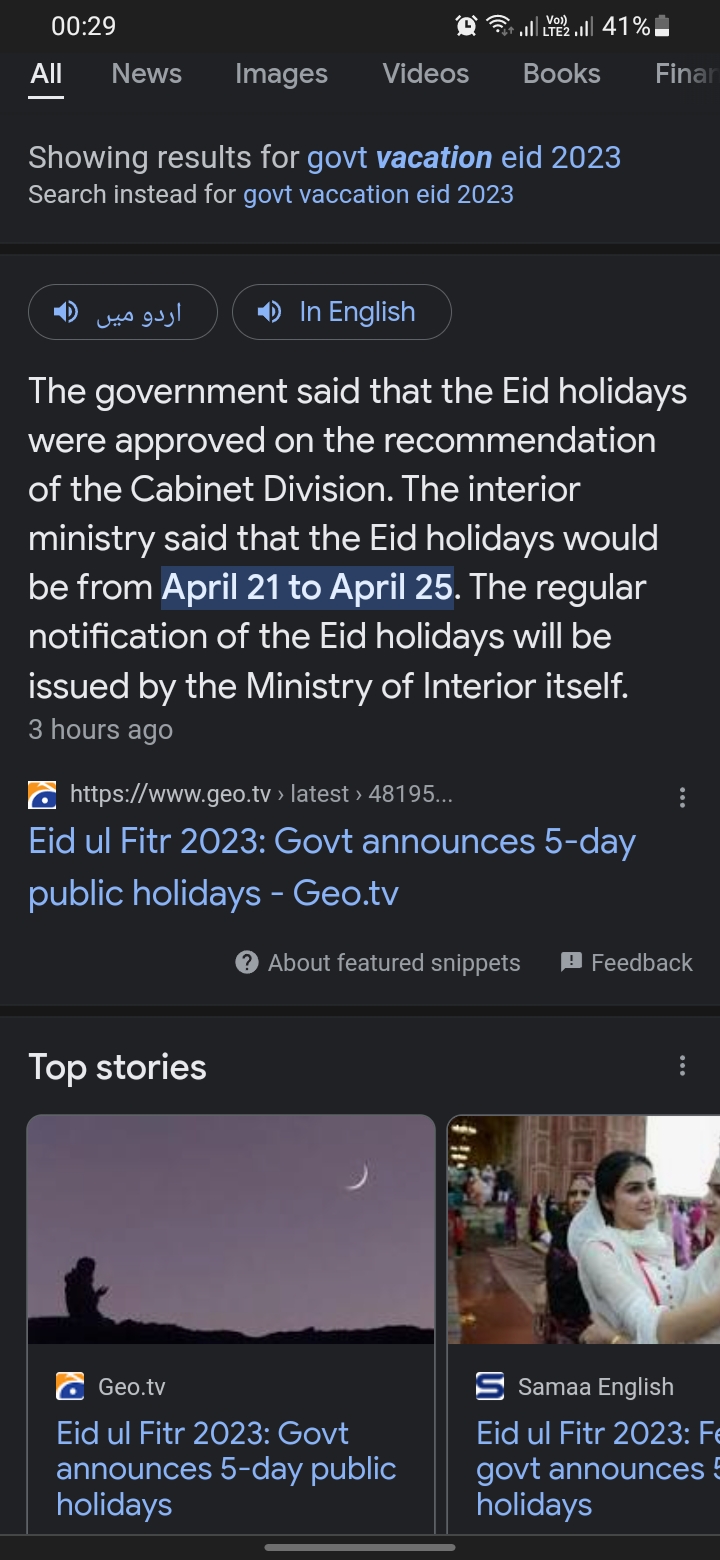 00:29
Vo))
LTE2
41%
All News Images Videos Books Finan
Showing results for govt vacation eid 2023
Search instead for govt vaccation eid 2023
اردو میں In English
The government said that the Eid holidays
were approved on the recommendation
of the Cabinet Division. The interior
ministry said that the Eid holidays would
be from April 21 to April 25. The regular
notification of the Eid holidays will be
issued by the Ministry of Interior itself.
3 hours ago
https://www.geo.tv › latest › 48195...
Eid ul Fitr 2023: Govt announces 5-day
public holidays - Geo.tv
About featured snippets Feedback
Top stories
Geo.tv
Eid ul Fitr 2023: Govt
announces 5-day public
holidays
Samaa English
Eid ul Fitr 2023: Fe
govt announces 5
holidays